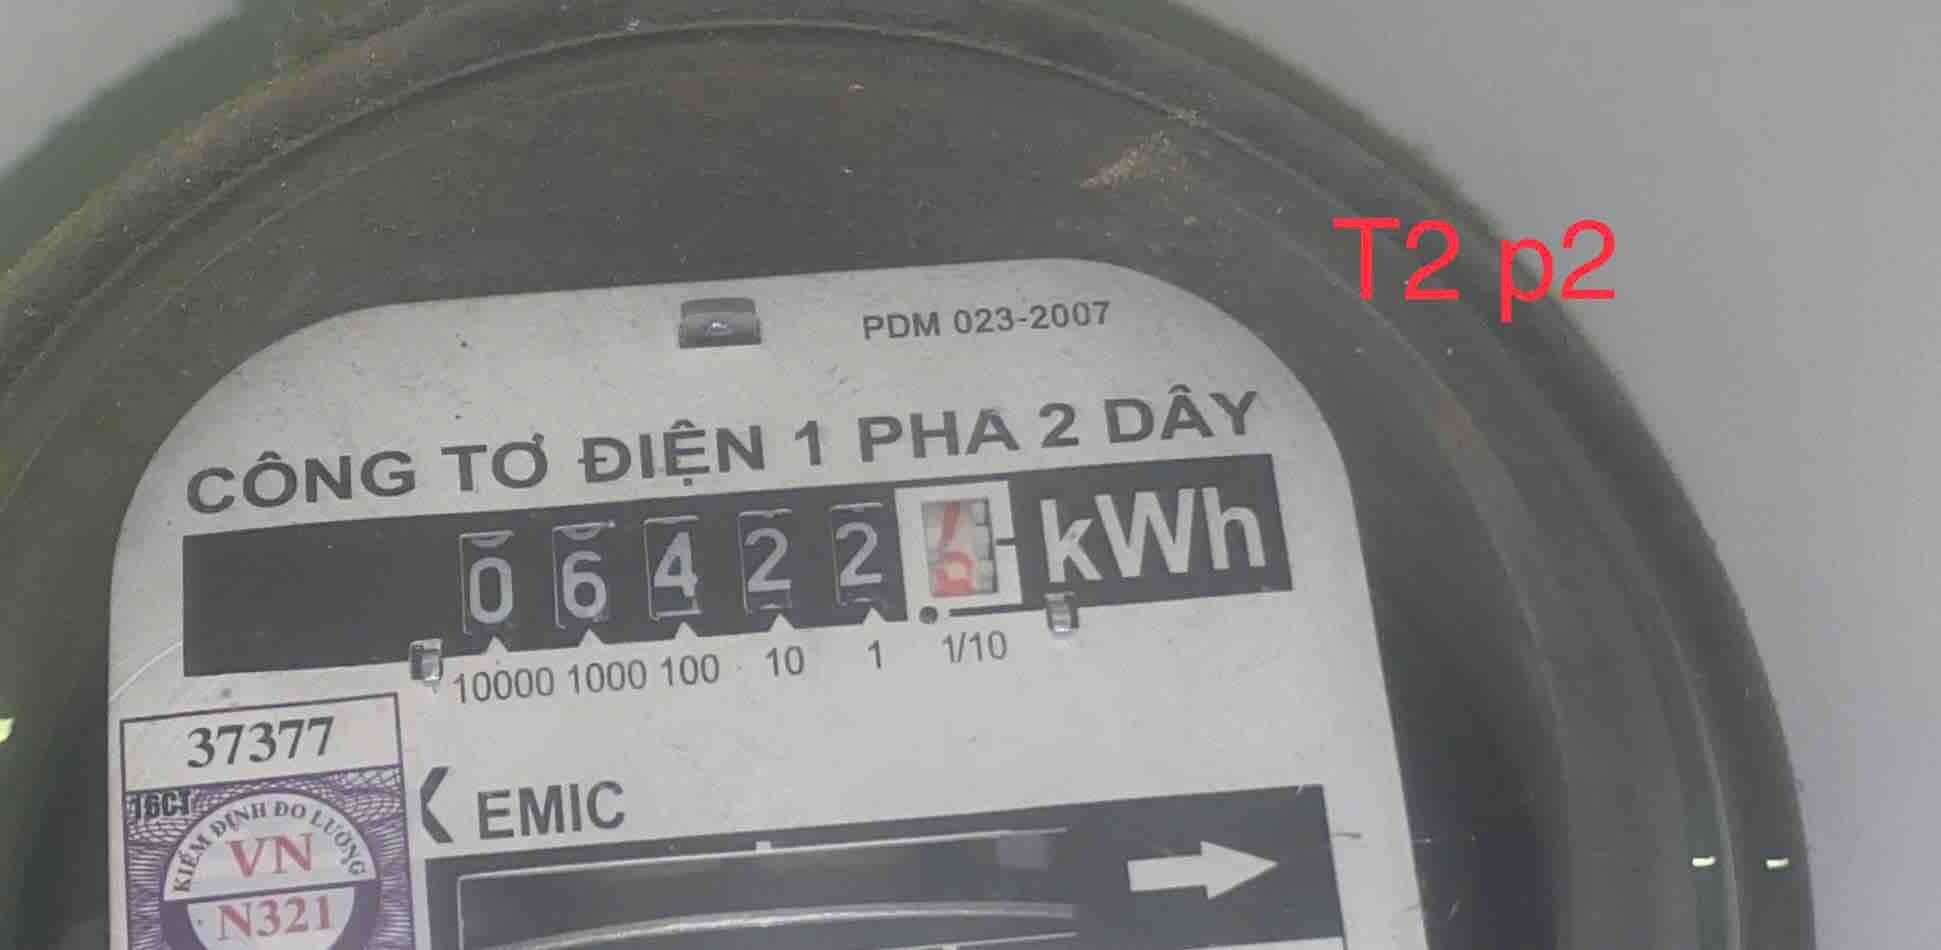 T2 p2
PDM 023-2007
CÔNG TƠ ĐIỆN 1 PHA 2 DÂY
06422 kWh
10000 1000 100 10 1 1/10
37377
16CT
KIỂM ĐỊNH ĐO LƯỜNG
VN
N321
EMIC